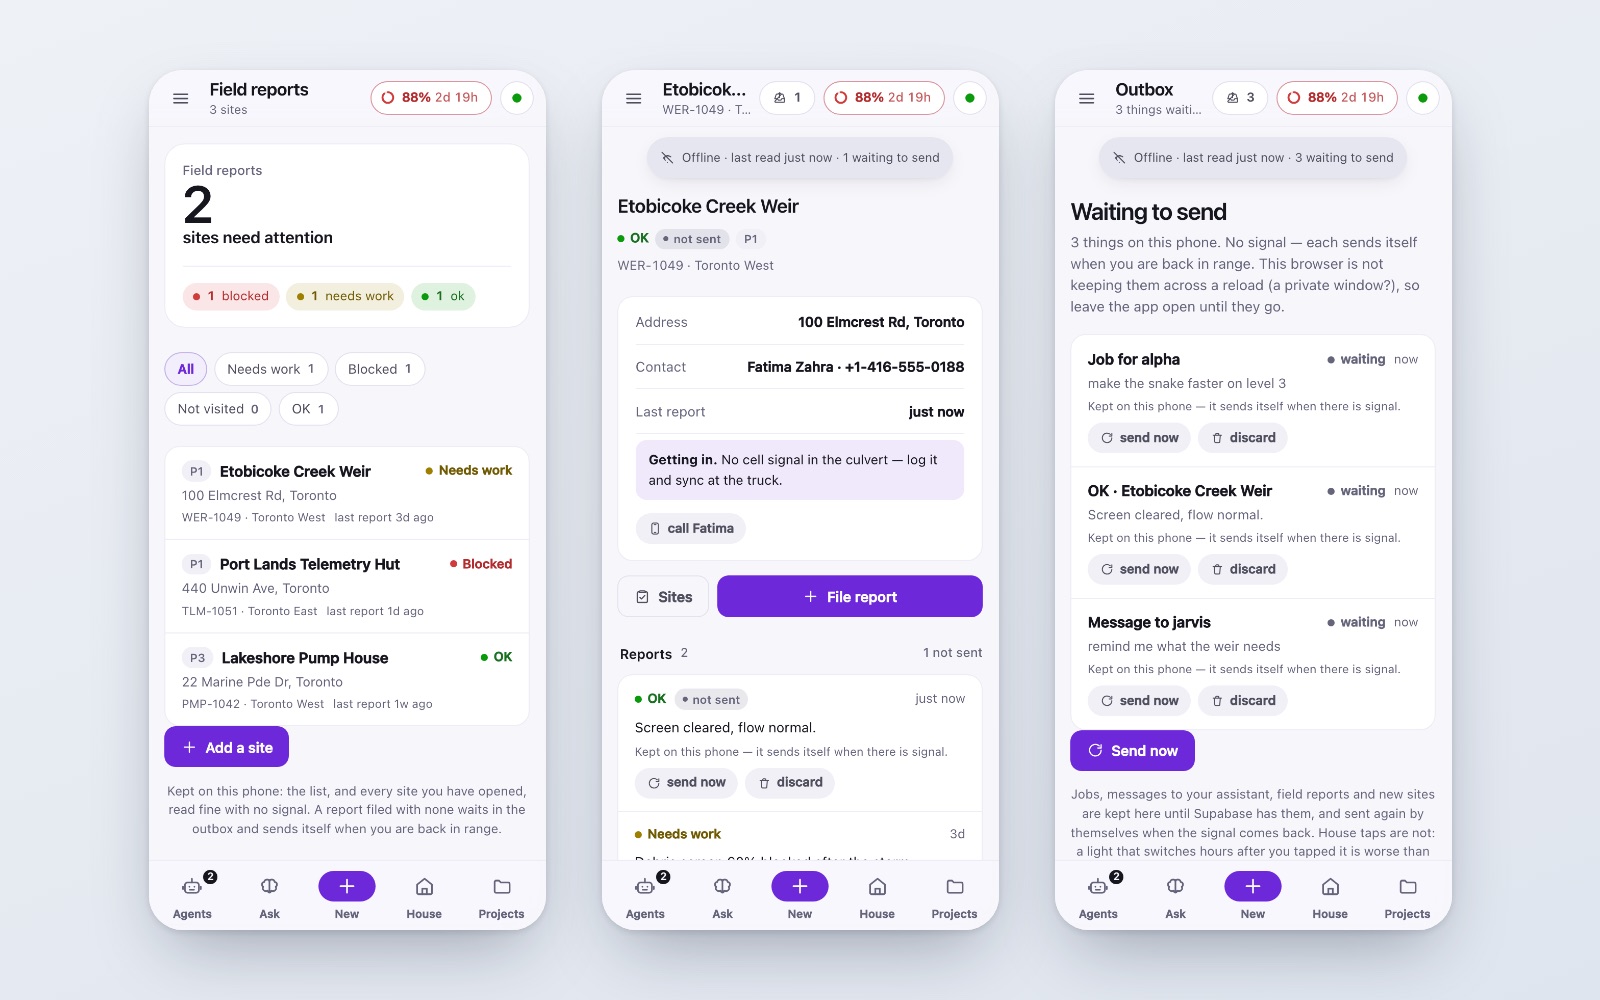 Field reports
3 sites
88% 2d 19h
Field reports
2
sites need attention
1 blocked
1 needs work
1 ok
All
Needs work 1
Blocked 1
Not visited 0
OK 1
P1 Etobicoke Creek Weir
Needs work
100 Elmcrest Rd, Toronto
WER-1049 · Toronto West last report 3d ago
P1 Port Lands Telemetry Hut
Blocked
440 Unwin Ave, Toronto
TLM-1051 · Toronto East last report 1d ago
P3 Lakeshore Pump House
OK
22 Marine Pde Dr, Toronto
PMP-1042 · Toronto West last report 1w ago
Add a site
Kept on this phone: the list, and every site you have opened,
read fine with no signal. A report filed with none waits in the
outbox and sends itself when you are back in range.
2
Agents
Ask
New
House
Projects
Etobicok...
WER-1049 · T...
1
88% 2d 19h
Offline · last read just now · 1 waiting to send
Etobicoke Creek Weir
OK
not sent
P1
WER-1049 · Toronto West
Address
100 Elmcrest Rd, Toronto
Contact
Fatima Zahra · +1-416-555-0188
Last report
just now
Getting in. No cell signal in the culvert — log it
and sync at the truck.
call Fatima
Sites
File report
Reports 2
1 not sent
OK
not sent
just now
Screen cleared, flow normal.
Kept on this phone — it sends itself when there is signal.
send now
discard
Needs work
3d
2
Agents
Ask
New
House
Projects
Outbox
3 things waiti...
3
88% 2d 19h
Offline · last read just now · 3 waiting to send
Waiting to send
3 things on this phone. No signal — each sends itself
when you are back in range. This browser is not
keeping them across a reload (a private window?), so
leave the app open until they go.
Job for alpha
waiting now
make the snake faster on level 3
Kept on this phone — it sends itself when there is signal.
send now
discard
OK · Etobicoke Creek Weir
waiting now
Screen cleared, flow normal.
Kept on this phone — it sends itself when there is signal.
send now
discard
Message to jarvis
waiting now
remind me what the weir needs
Kept on this phone — it sends itself when there is signal.
send now
discard
Send now
Jobs, messages to your assistant, field reports and new sites
are kept here until Supabase has them, and sent again by
themselves when the signal comes back. House taps are not:
a light that switches hours after you tapped it is worse than
2
Agents
Ask
New
House
Projects